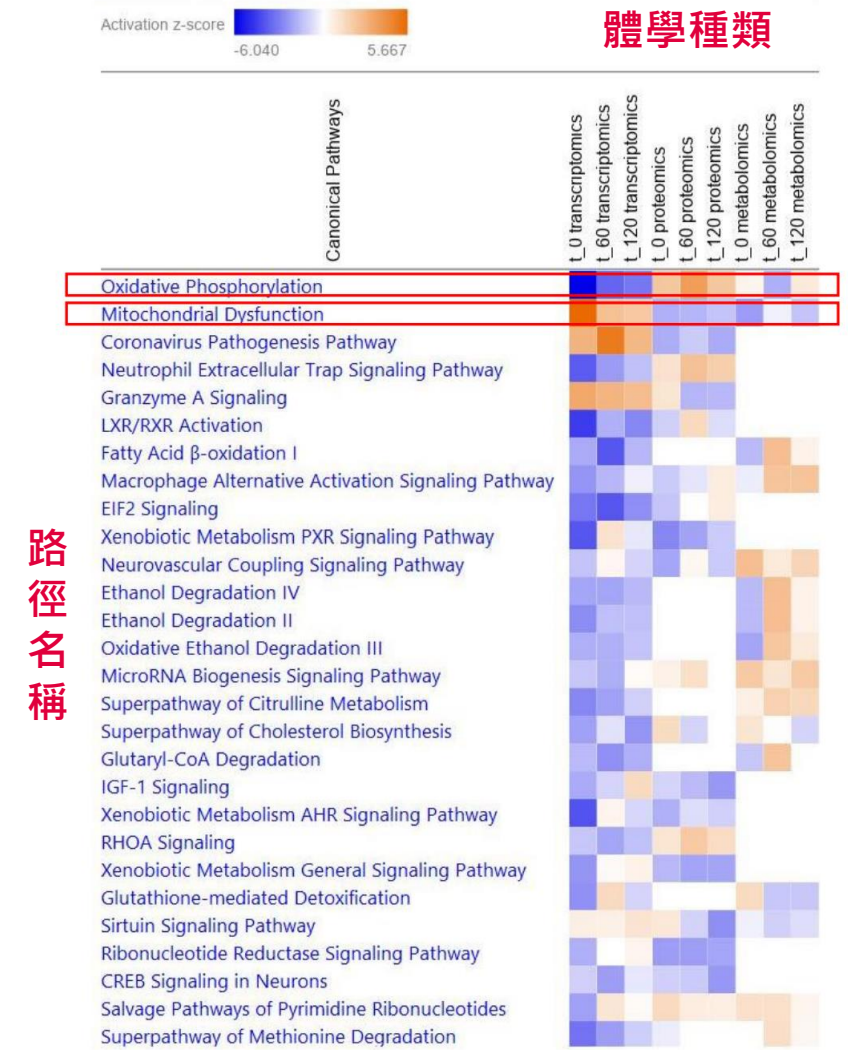 Activation z-score
-6.040
5.667
體學種類
Canonical Pathways
t_0 transcriptomics
t_60 transcriptomics
t_120 transcriptomics
t_0 proteomics
t_60 proteomics
t_120 proteomics
t_0 metabolomics
t_60 metabolomics
t_120 metabolomics
路徑名稱
Oxidative Phosphorylation
Mitochondrial Dysfunction
Coronavirus Pathogenesis Pathway
Neutrophil Extracellular Trap Signaling Pathway
Granzyme A Signaling
LXR/RXR Activation
Fatty Acid β-oxidation I
Macrophage Alternative Activation Signaling Pathway
EIF2 Signaling
Xenobiotic Metabolism PXR Signaling Pathway
Neurovascular Coupling Signaling Pathway
Ethanol Degradation IV
Ethanol Degradation II
Oxidative Ethanol Degradation III
MicroRNA Biogenesis Signaling Pathway
Superpathway of Citrulline Metabolism
Superpathway of Cholesterol Biosynthesis
Glutaryl-CoA Degradation
IGF-1 Signaling
Xenobiotic Metabolism AHR Signaling Pathway
RHOA Signaling
Xenobiotic Metabolism General Signaling Pathway
Glutathione-mediated Detoxification
Sirtuin Signaling Pathway
Ribonucleotide Reductase Signaling Pathway
CREB Signaling in Neurons
Salvage Pathways of Pyrimidine Ribonucleotides
Superpathway of Methionine Degradation